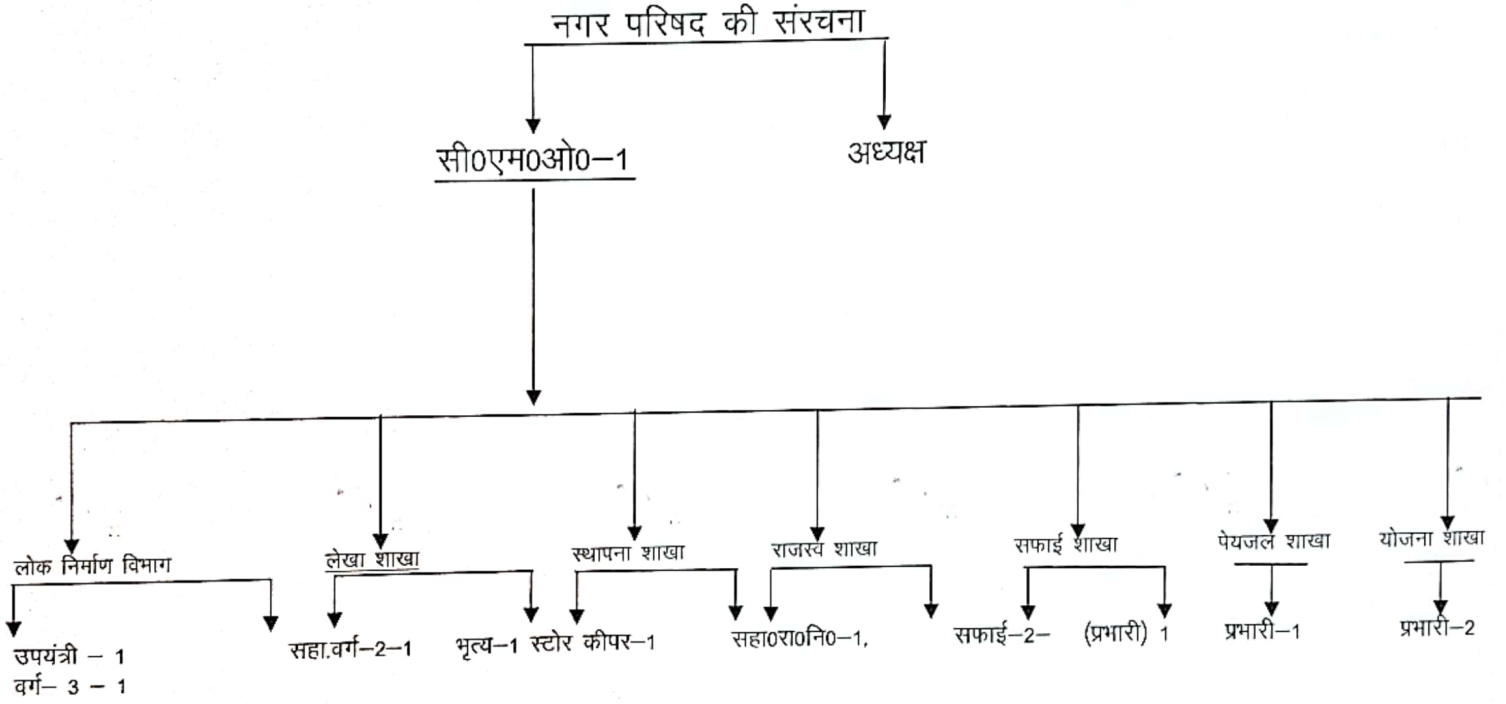 नगर परिषद की संरचना
सी0एम0ओ0–1
अध्यक्ष
लोक निर्माण विभाग
लेखा शाखा
स्थापना शाखा
राजस्व शाखा
सफाई शाखा
पेयजल शाखा
योजना शाखा
उपयंत्री – 1
वर्ग– 3 – 1
सहा.वर्ग–2–1
भृत्य–1
स्टोर कीपर–1
सहा0रा0नि0–1,
सफाई–2–
(प्रभारी) 1
प्रभारी–1
प्रभारी–2